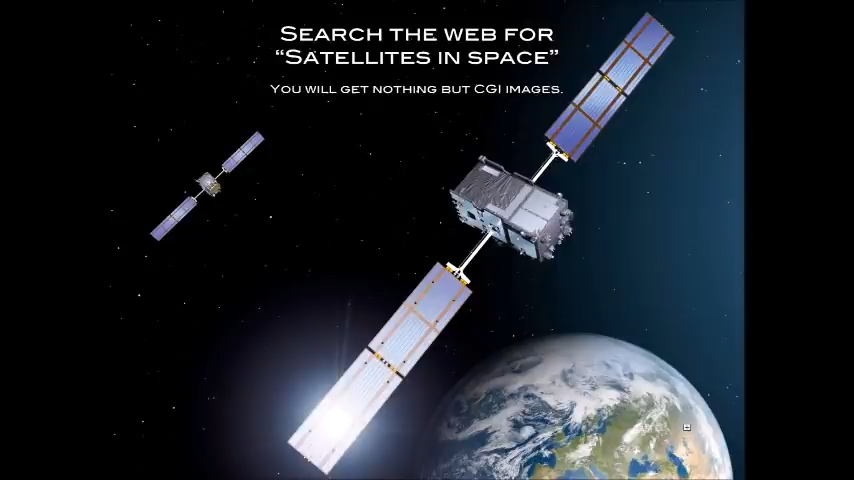 Search the web for
“Satellites in space”
You will get nothing but CGI images.